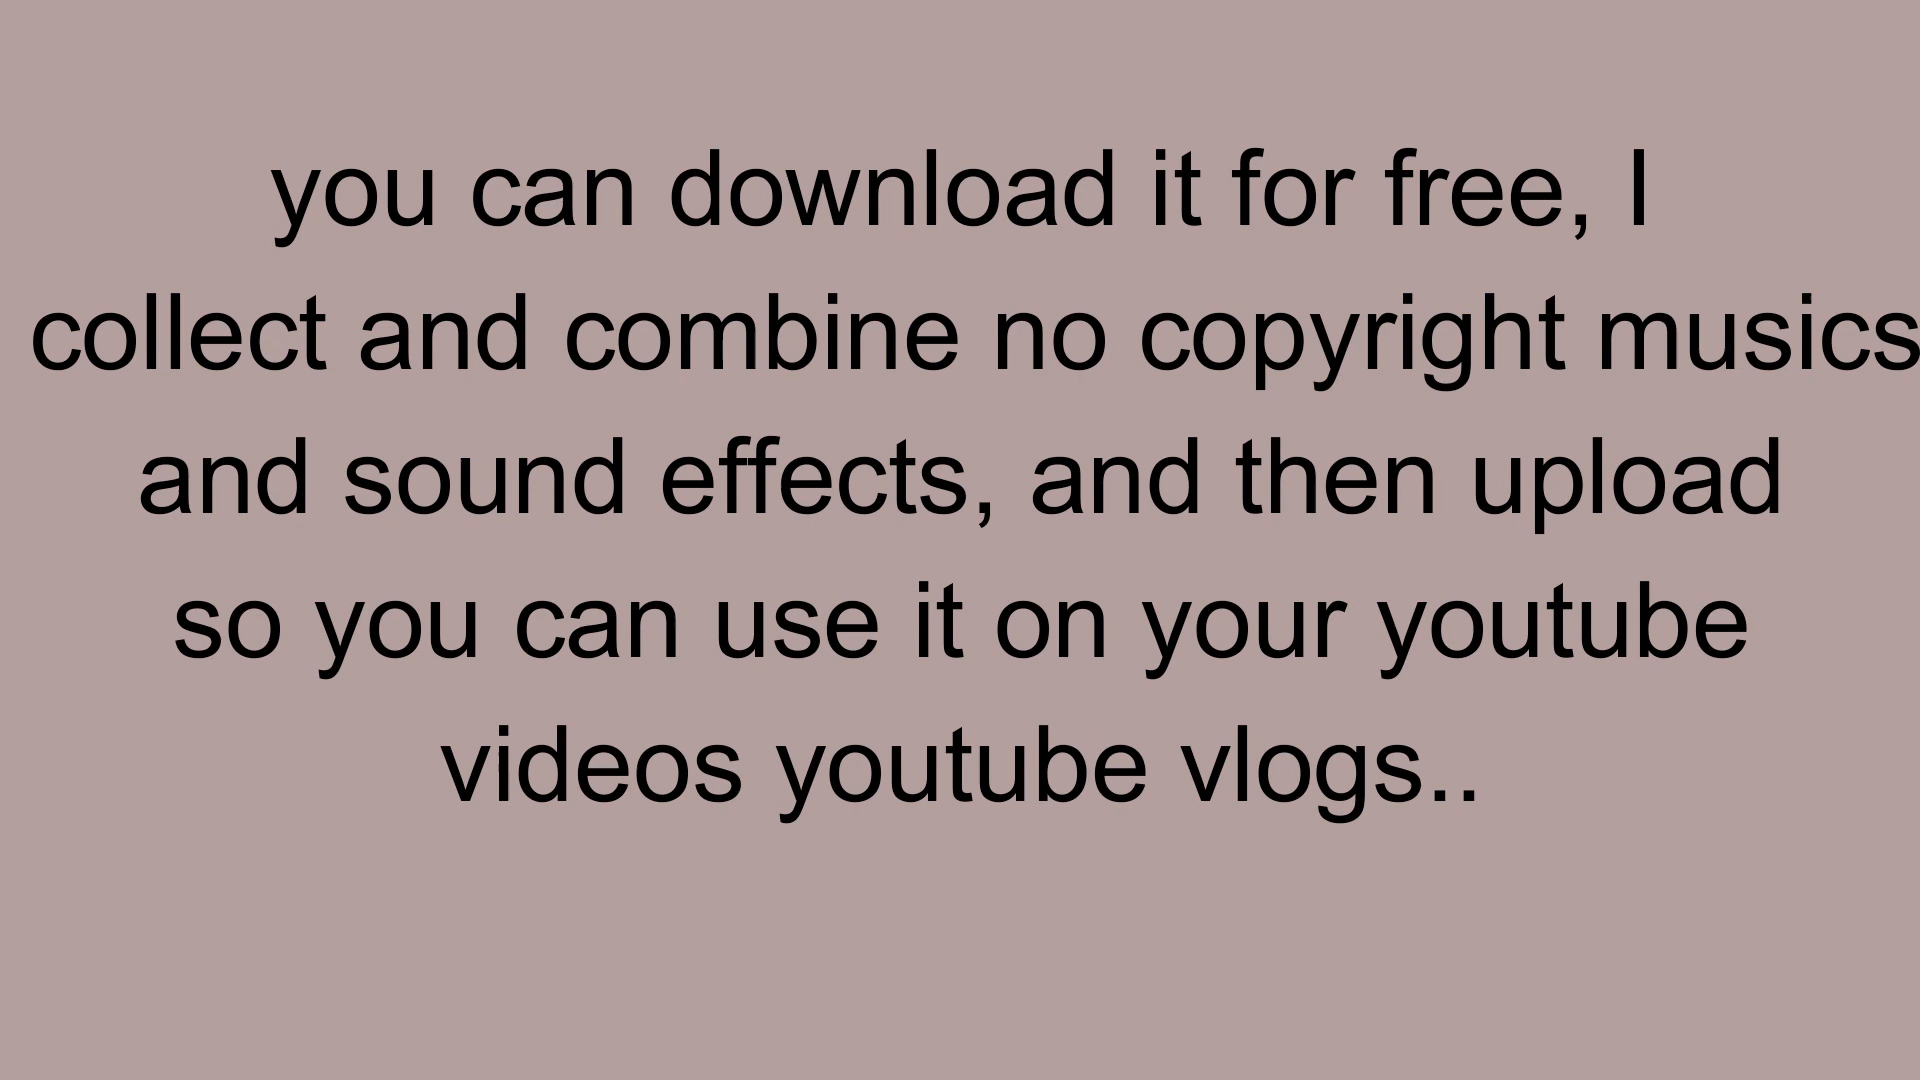 you can download it for free, I
collect and combine no copyright musics
and sound effects, and then upload
so you can use it on your youtube
videos youtube vlogs..